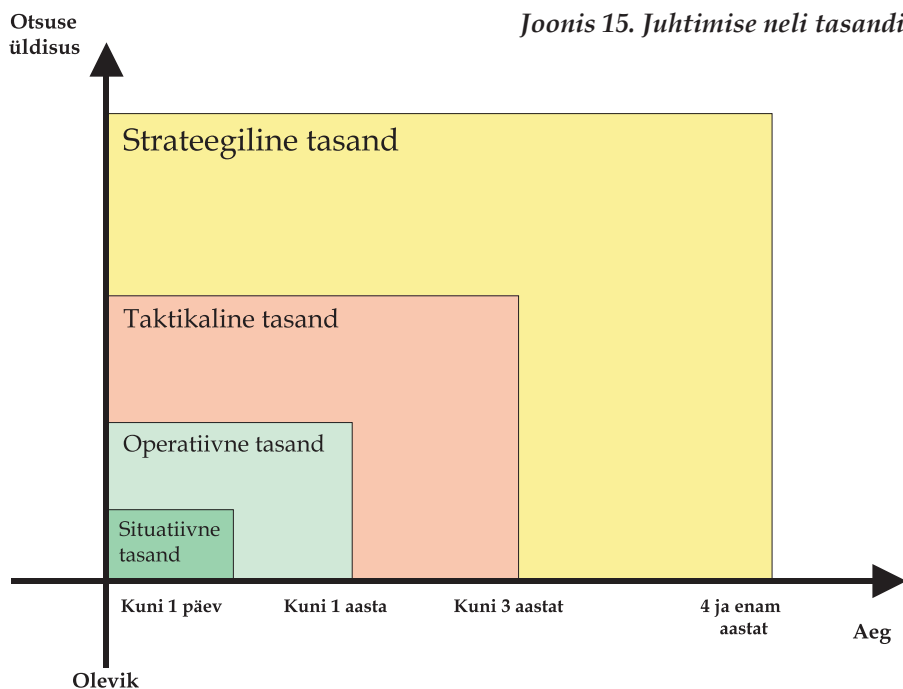 Otsuse
üldisus
Joonis 15. Juhtimise neli tasandi
Strateegiline tasand
Taktikaline tasand
Operatiivne tasand
Situatiivne
tasand
Kuni 1 päev
Kuni 1 aasta
Kuni 3 aastat
4 ja enam
aastat
Aeg
Olevik